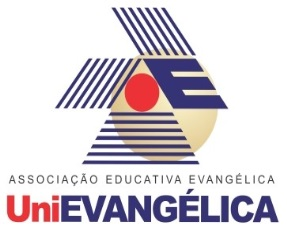 E
ASSOCIAÇÃO EDUCATIVA EVANGÉLICA
UniEVANGÉLICA